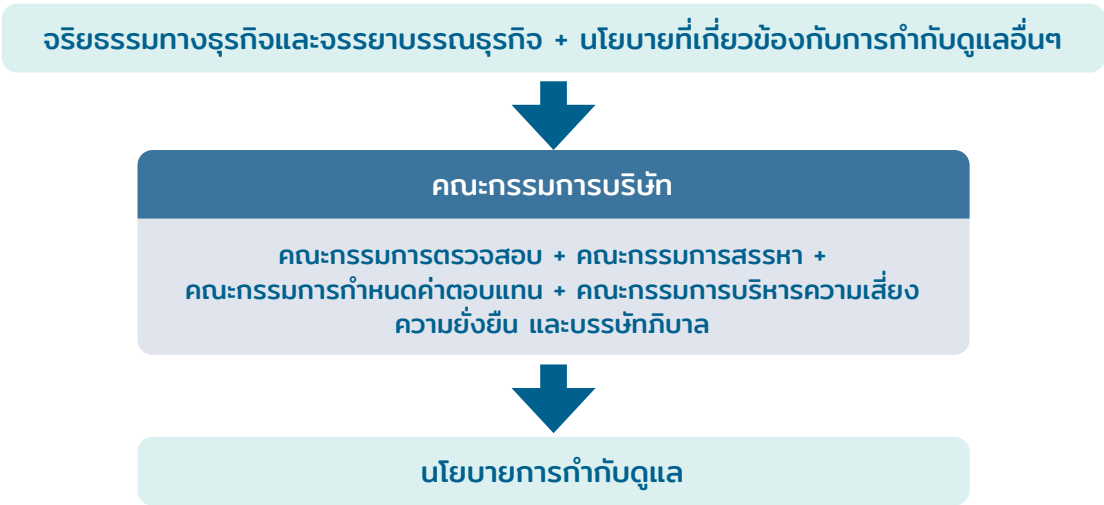 จริยธรรมทางธุรกิจและจรรยาบรรณธุรกิจ + นโยบายที่เกี่ยวข้องกับการกำกับดูแลอื่นๆ
คณะกรรมการบริษัท
คณะกรรมการตรวจสอบ + คณะกรรมการสรรหา +
คณะกรรมการกำหนดค่าตอบแทน + คณะกรรมการบริหารความเสี่ยง
ความยั่งยืน และบรรษัทภิบาล
นโยบายการกำกับดูแล